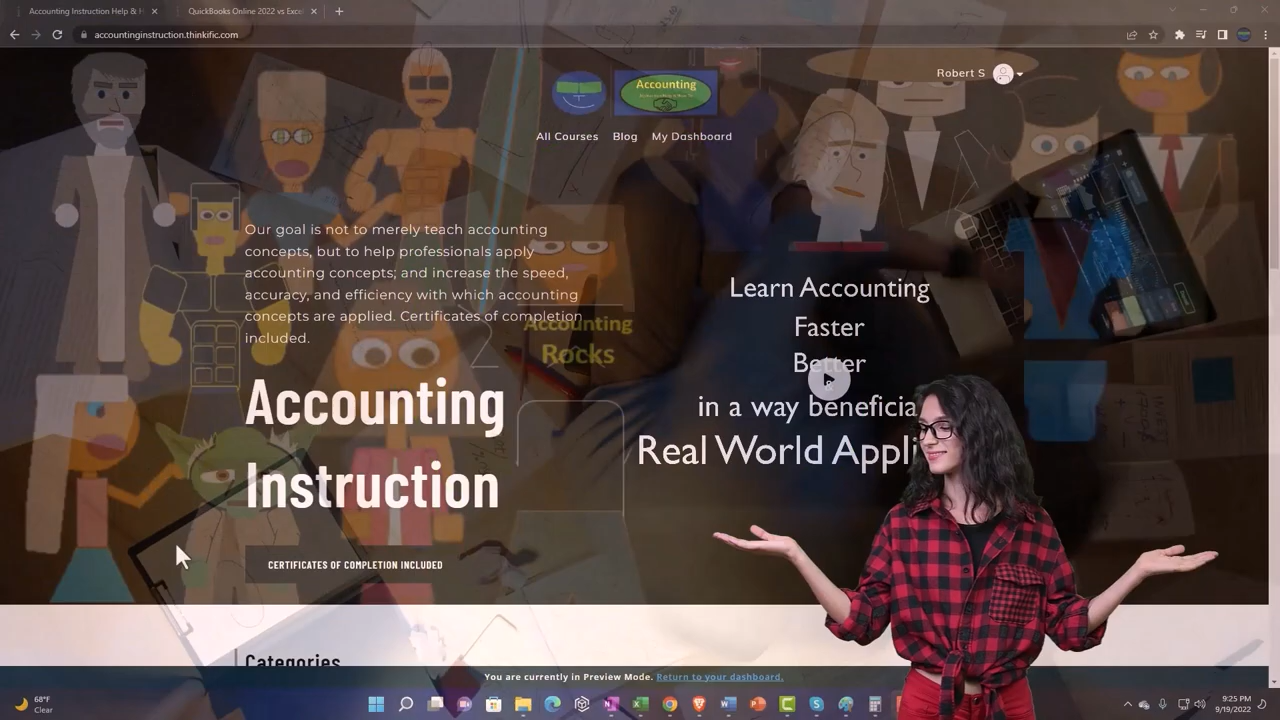 Accounting Instruction Help & H
QuickBooks Online 2022 vs Exce
accountinginstruction.thinkific.com
Accounting
Robert S
All Courses Blog My Dashboard
Our goal is not to merely teach accounting
concepts, but to help professionals apply
accounting concepts; and increase the speed,
accuracy, and efficiency with which accounting
concepts are applied. Certificates of completion
included.
Accounting
Rocks
Learn Accounting
Faster
Better
&
in a way beneficia
Real World Appli
Accounting
Instruction
CERTIFICATES OF COMPLETION INCLUDED
Categories
You are currently in Preview Mode. Return to your dashboard.
68°F
Clear
9:25 PM
9/19/2022